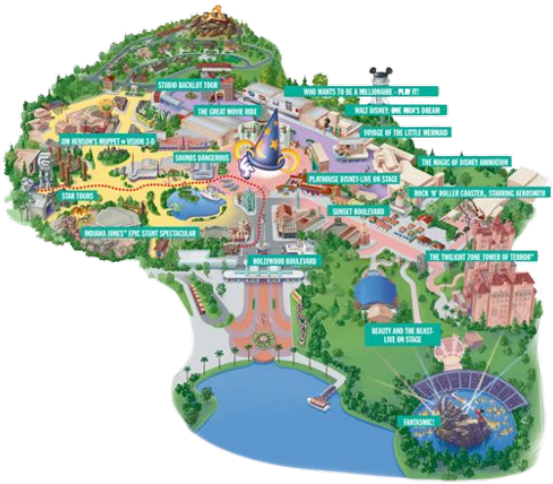 STUDIO BACKLOT TOUR
WHO WANTS TO BE A MILLIONAIRE - PLAY IT!
THE GREAT MOVIE RIDE
WALT DISNEY: ONE MAN'S DREAM
VOYAGE OF THE LITTLE MERMAID
JIM HENSON'S MUPPET★VISION 3-D
SOUNDS DANGEROUS
THE MAGIC OF DISNEY ANIMATION
PLAYHOUSE DISNEY-LIVE ON STAGE
STAR TOURS
ROCK 'N' ROLLER COASTER, STARRING AEROSMITH
SUNSET BOULEVARD
INDIANA JONES™ EPIC STUNT SPECTACULAR
HOLLYWOOD BOULEVARD
THE TWILIGHT ZONE TOWER OF TERROR™
BEAUTY AND THE BEAST-
LIVE ON STAGE
FANTASMIC!